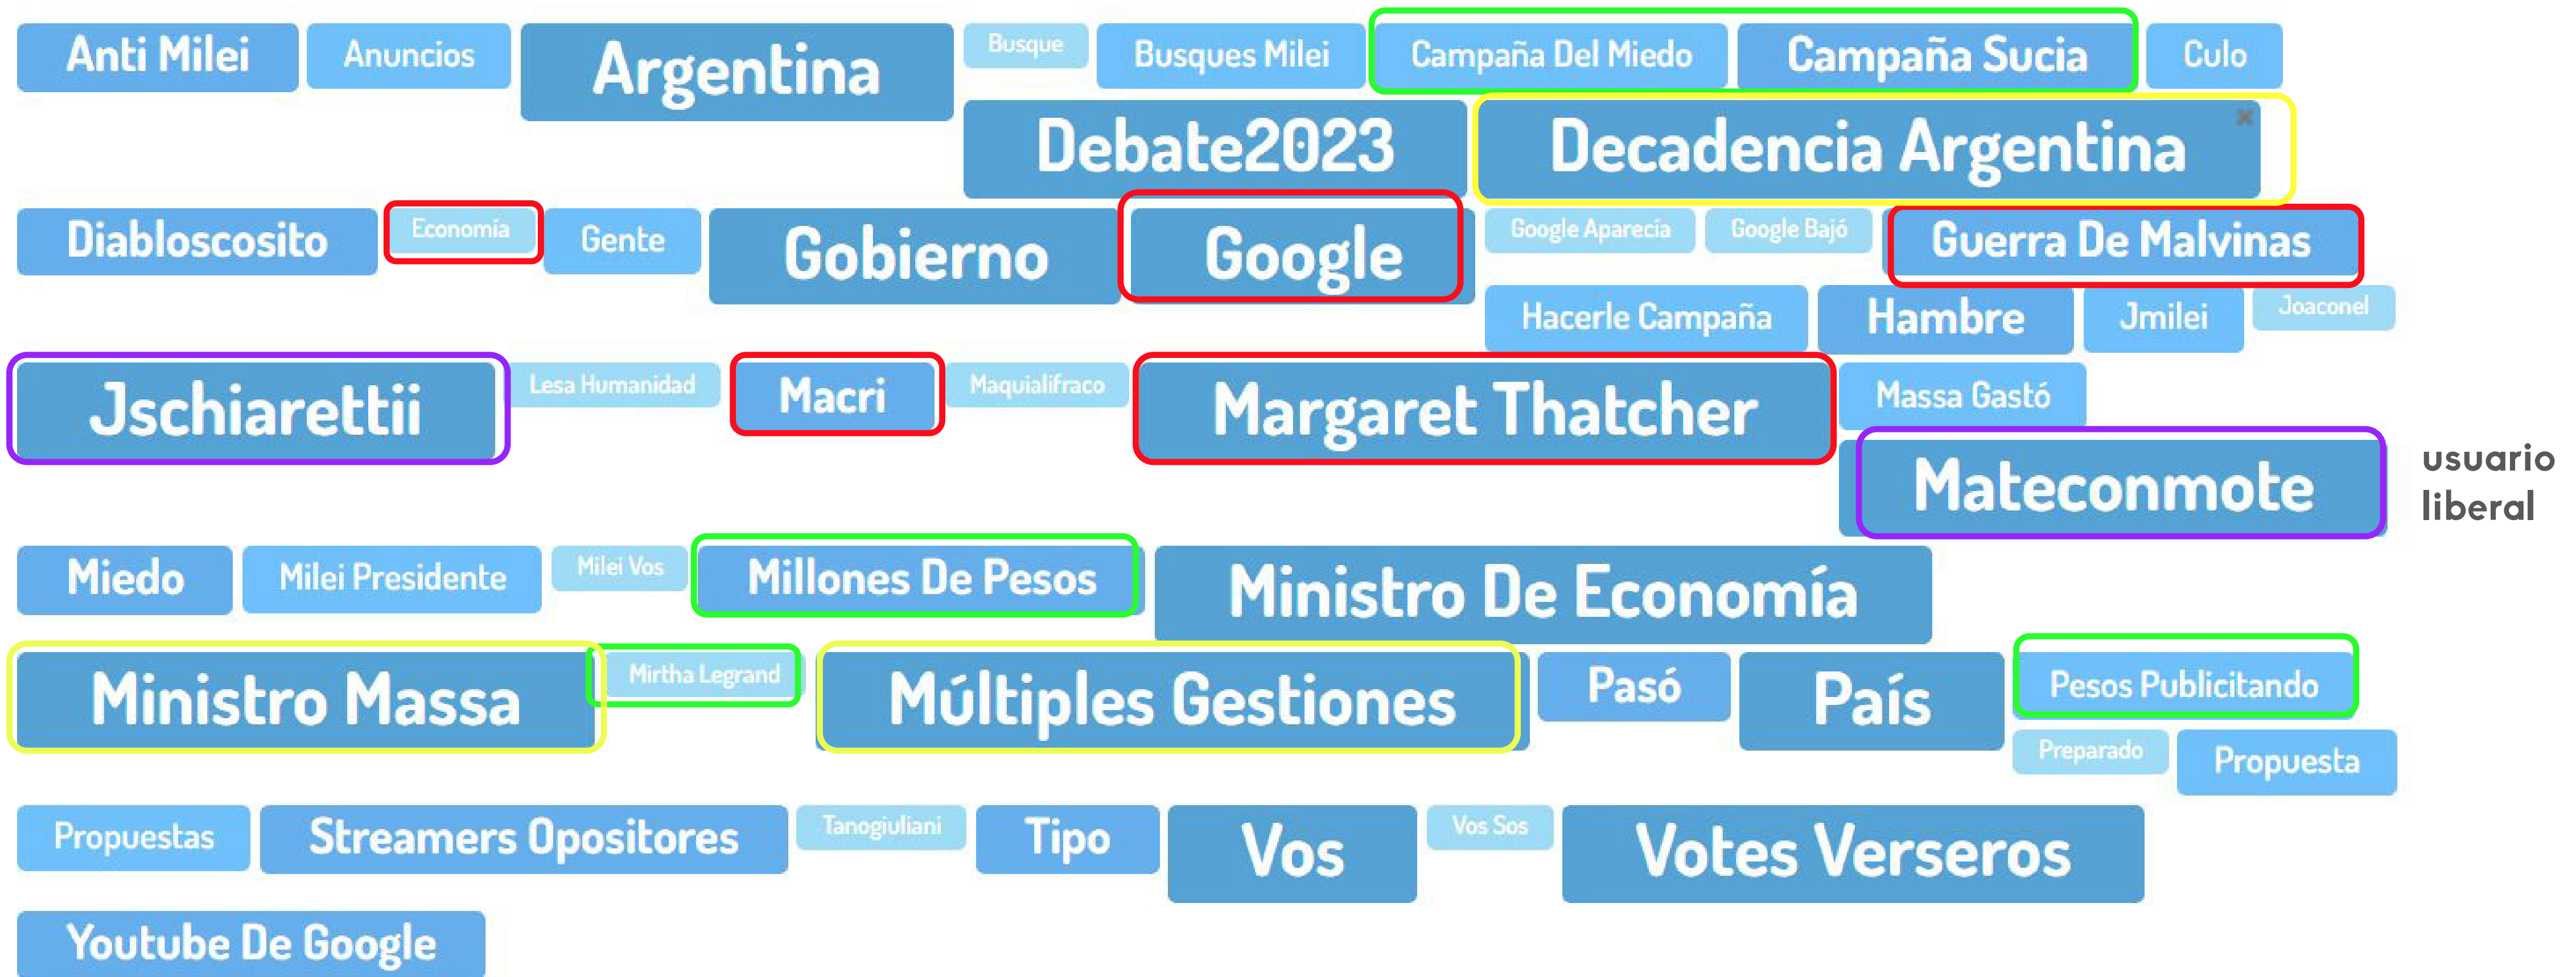 Anti Milei Anuncios Argentina Busque Busques Milei Campaña Del Miedo Campaña Sucia Culo
Debate2023 Decadencia Argentina
Diabloscosito Economía Gente Gobierno Google Google Aparecía Google Bajó Guerra De Malvinas
Hacerle Campaña Hambre Jmilei Joaconel
Jschiarettii Lesa Humanidad Macri Maquialifraco Margaret Thatcher Massa Gastó
Mateconmote usuario
liberal
Miedo Milei Presidente Milei Vos Millones De Pesos Ministro De Economía
Ministro Massa Mirtha Legrand Múltiples Gestiones Pasó País Pesos Publicitando
Preparado Propuesta
Propuestas Streamers Opositores Tanogiuliani Tipo Vos Vos Sos Votes Verseros
Youtube De Google